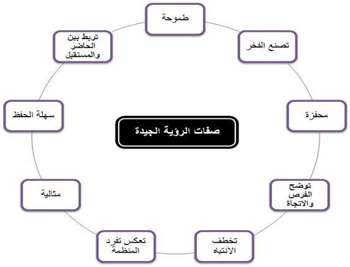 طموحة
تصنع الفخر
محفزة
توضح
الفرص
والاتجاة
تخطف
الانتباه
تعكس تفرد
المنظمة
مثالية
سهلة الحفظ
تربط بين
الحاضر
والمستقبل
صفات الرؤية الجيدة